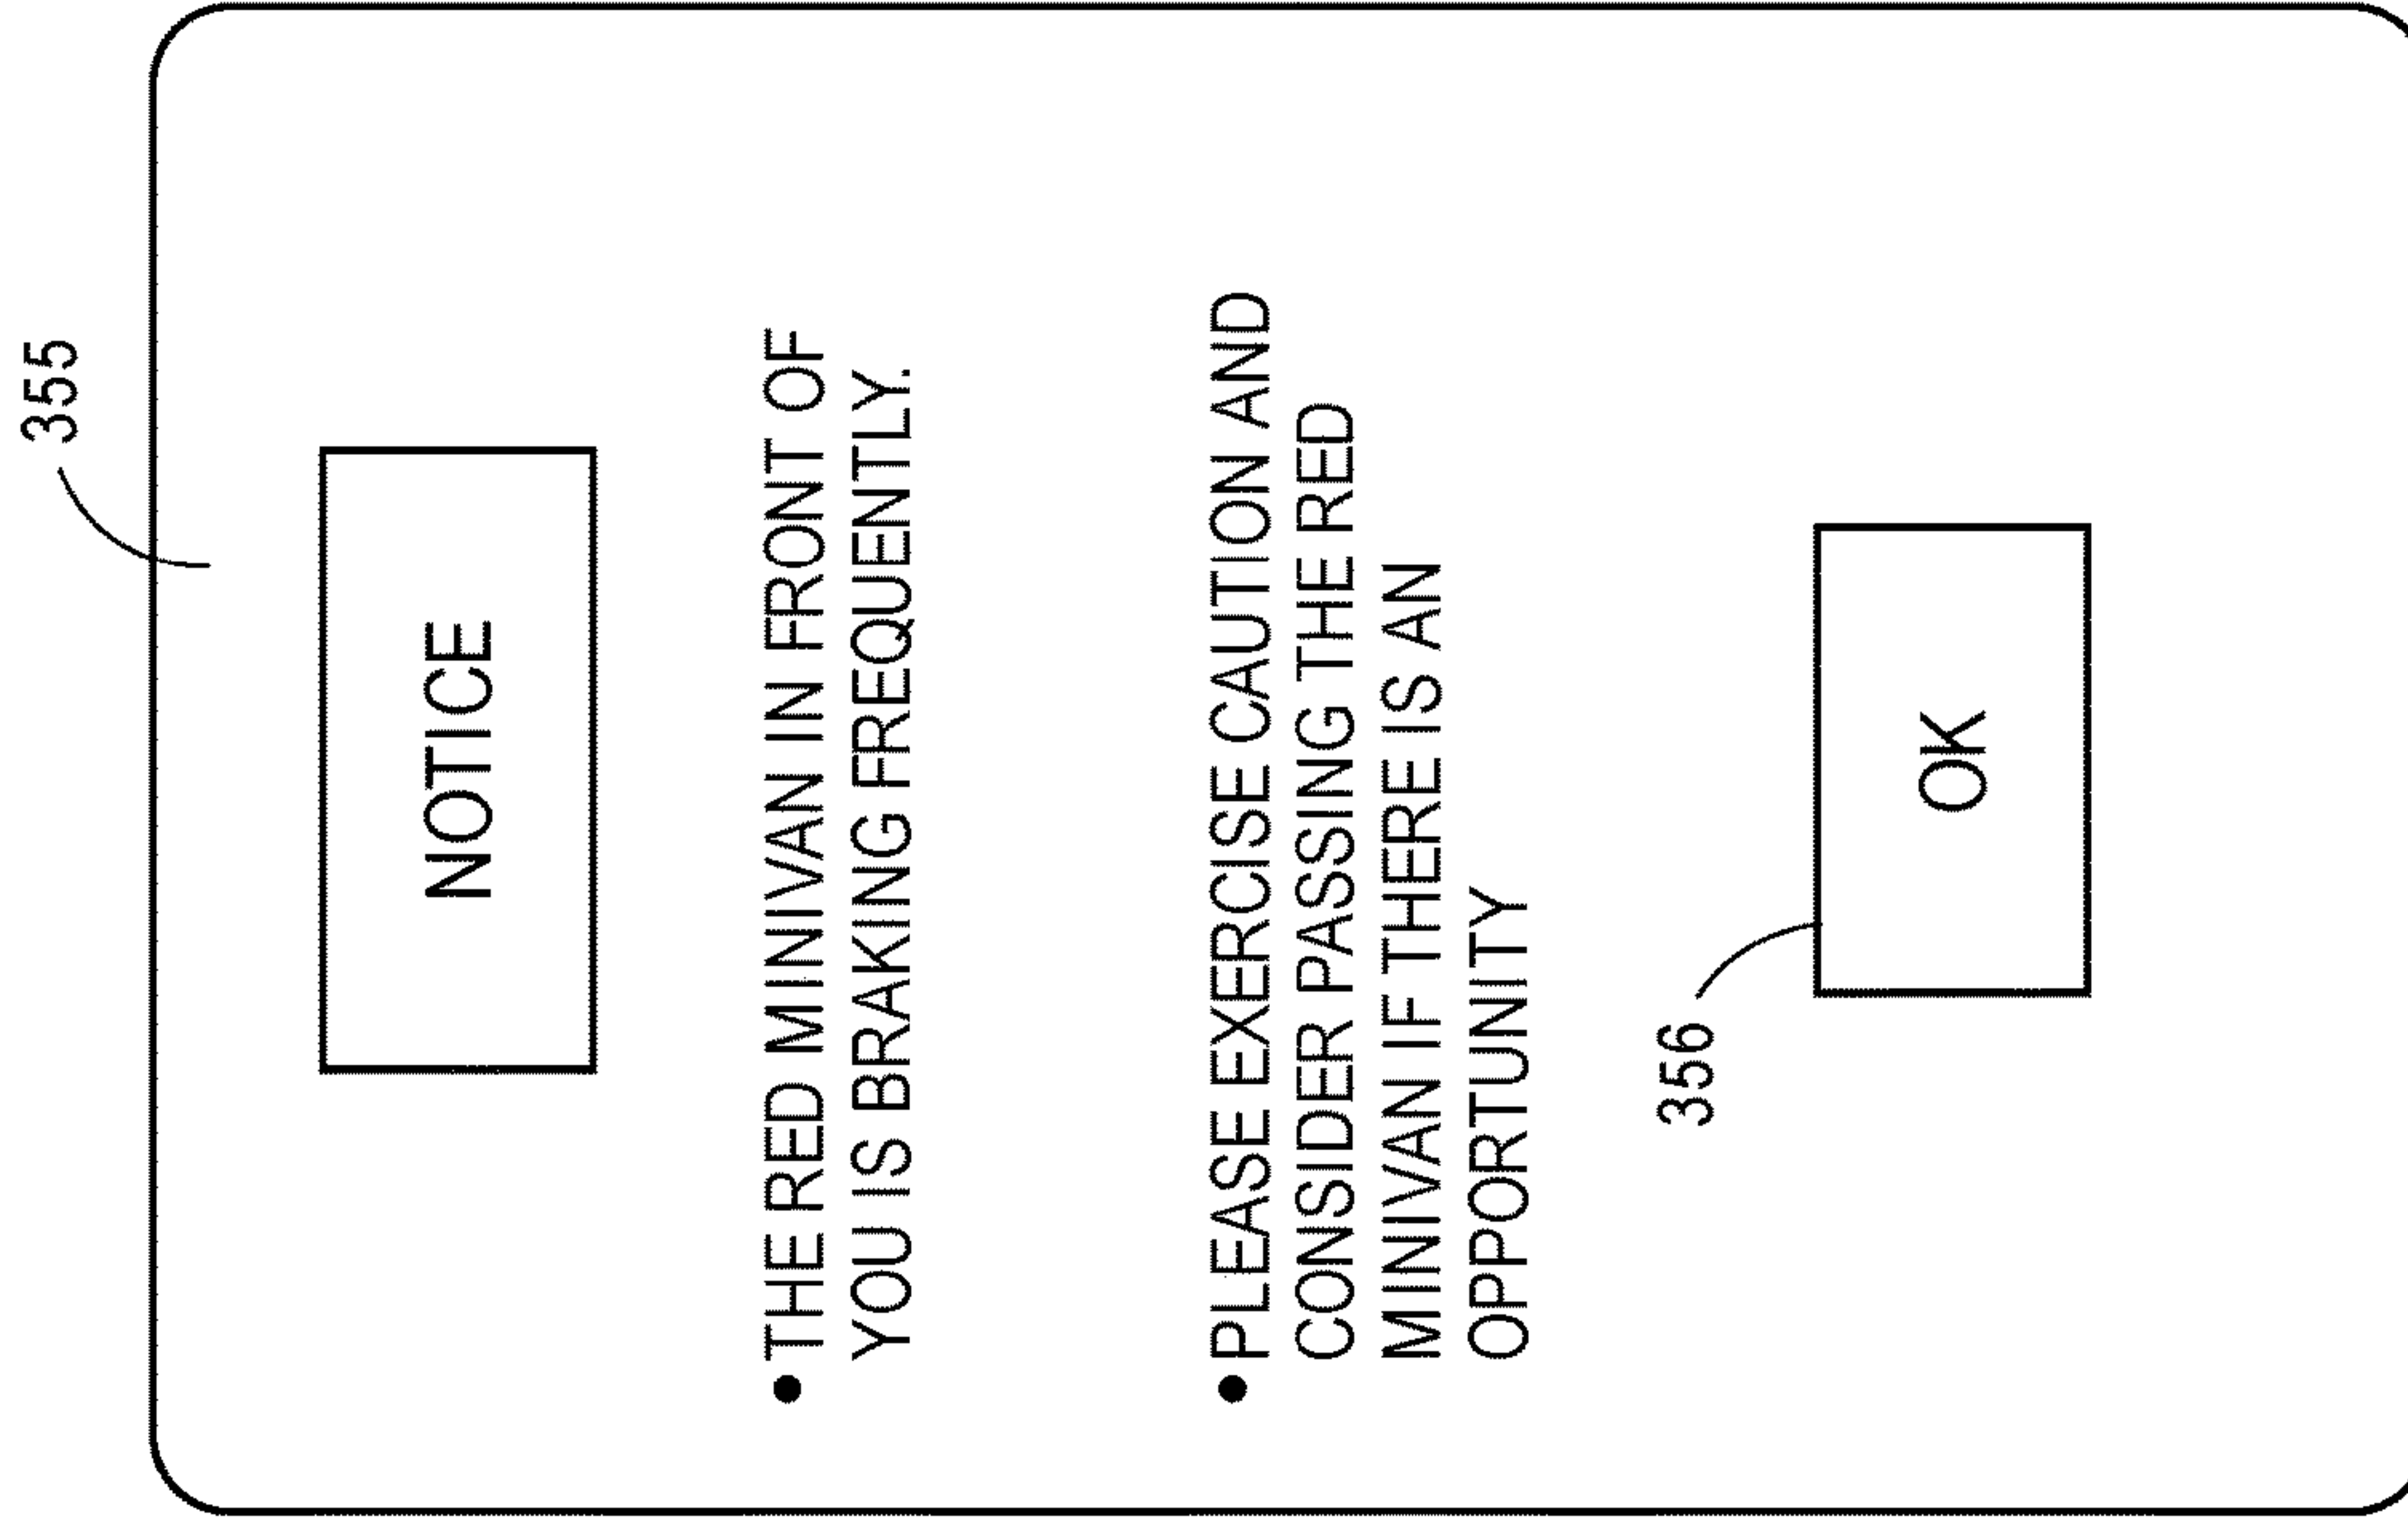 355
NOTICE
• THE RED MINIVAN IN FRONT OF
YOU IS BRAKING FREQUENTLY.
• PLEASE EXERCISE CAUTION AND
CONSIDER PASSING THE RED
MINIVAN IF THERE IS AN
OPPORTUNITY
356
OK